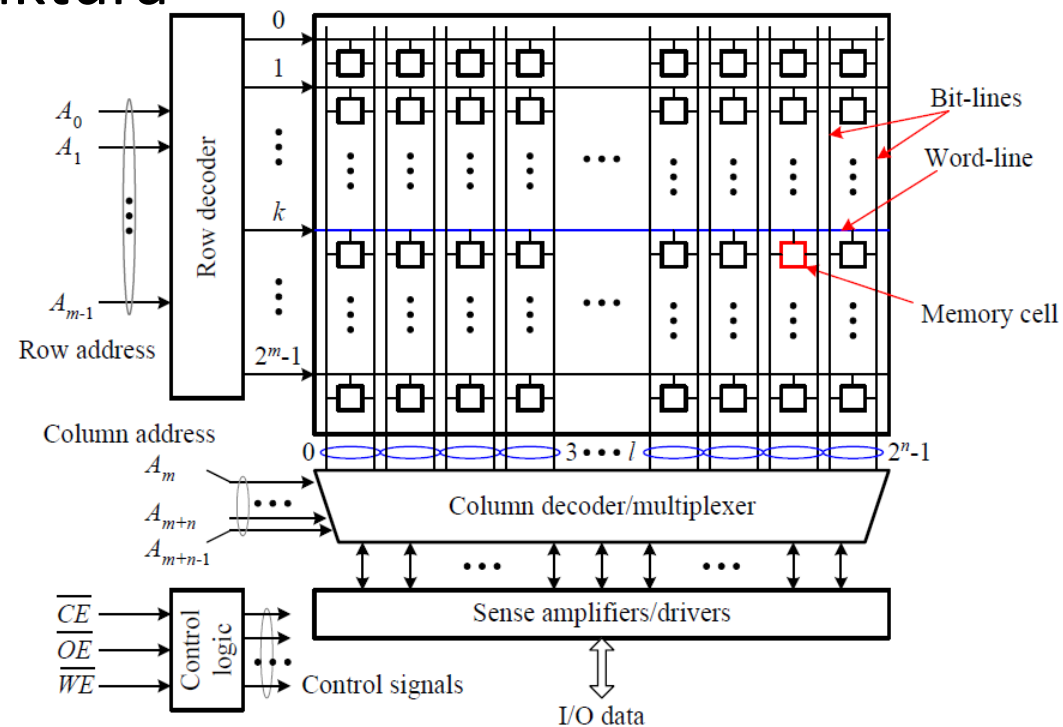 0
1
A0
A1
Row decoder
k
Am-1
Row address
2^m-1
Bit-lines
Word-line
Memory cell
Column address
0 3 l 2^n-1
Am
Am+n
Am+n-1
Column decoder/multiplexer
CE
OE
WE
Control logic
Sense amplifiers/drivers
Control signals
I/O data